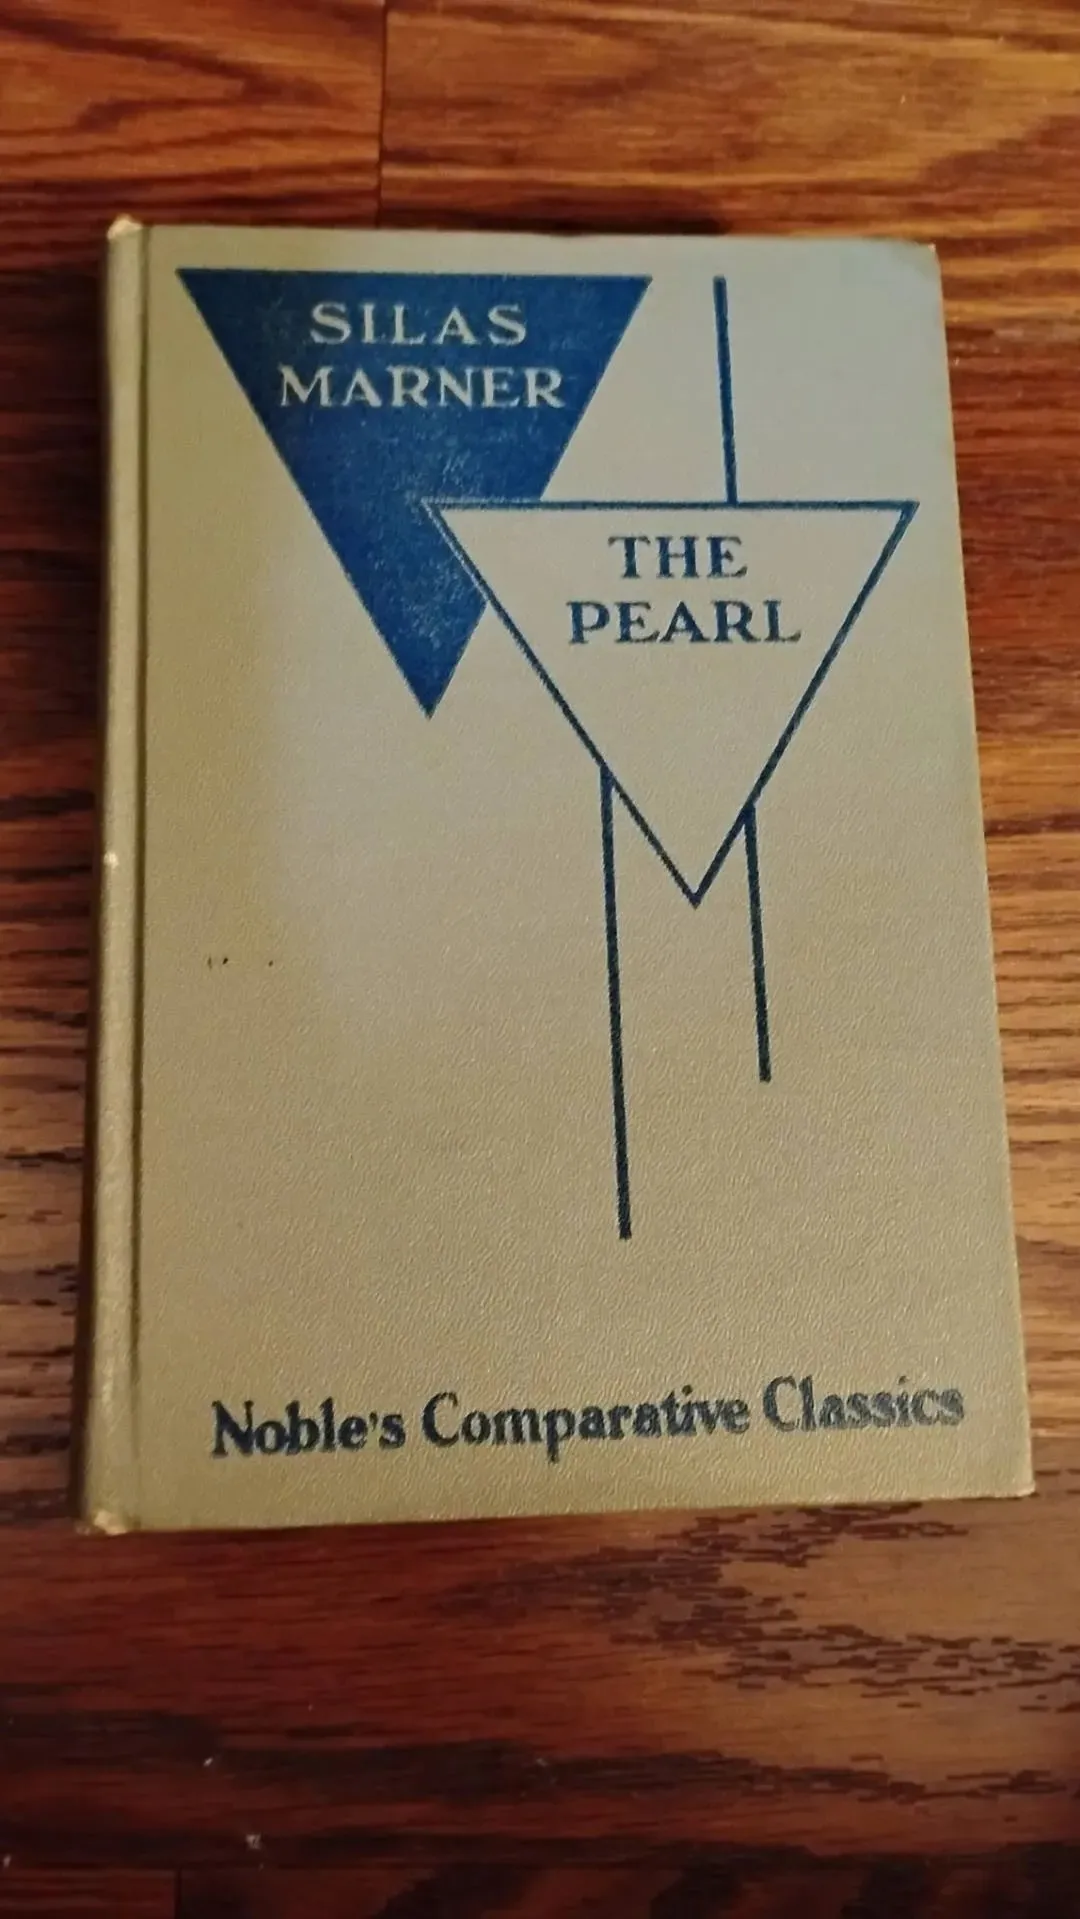 SILAS
MARNER
THE
PEARL
Noble's Comparative Classics